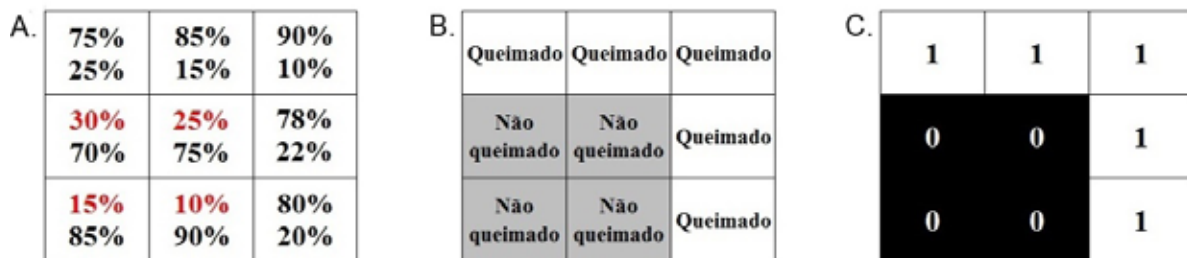 A.
75% 85% 90%
25% 15% 10%
30% 25% 78%
70% 75% 22%
15% 10% 80%
85% 90% 20%
B.
Queimado Queimado Queimado
Não queimado Não queimado Queimado
Não queimado Não queimado Queimado
C.
1 1 1
0 0 1
0 0 1